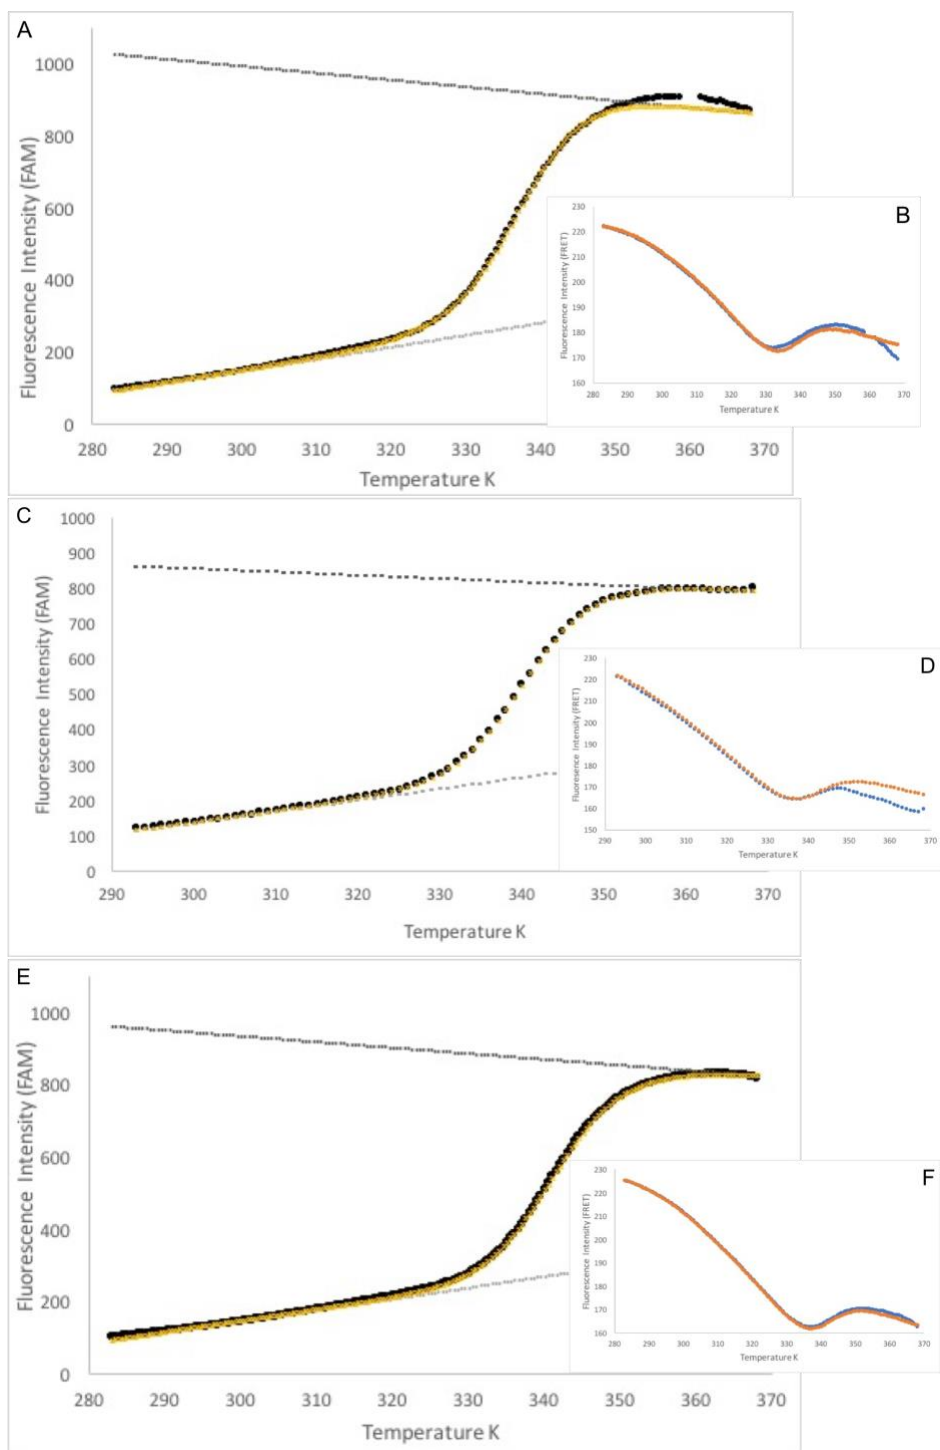 A
Fluorescence Intensity (FAM)
1000
800
600
400
200
0
280 290 300 310 320 330 340 350 360 370
Temperature K
B
Fluorescence Intensity (FRET)
230
220
210
200
190
180
170
160
280 290 300 310 320 330 340 350 360 370
Temperature K
C
Fluorescence Intensity (FAM)
1000
900
800
700
600
500
400
300
200
100
0
290 300 310 320 330 340 350 360 370
Temperature K
D
Fluoresence Intensity (FRET)
230
220
210
200
190
180
170
160
150
290 300 310 320 330 340 350 360 370
Temperature K
E
Fluorescence Intensity (FAM)
1000
800
600
400
200
0
280 290 300 310 320 330 340 350 360 370
Temperature K
F
Fluorescence Intensity (FRET)
230
220
210
200
190
180
170
160
280 290 300 310 320 330 340 350 360 370
Temperature K